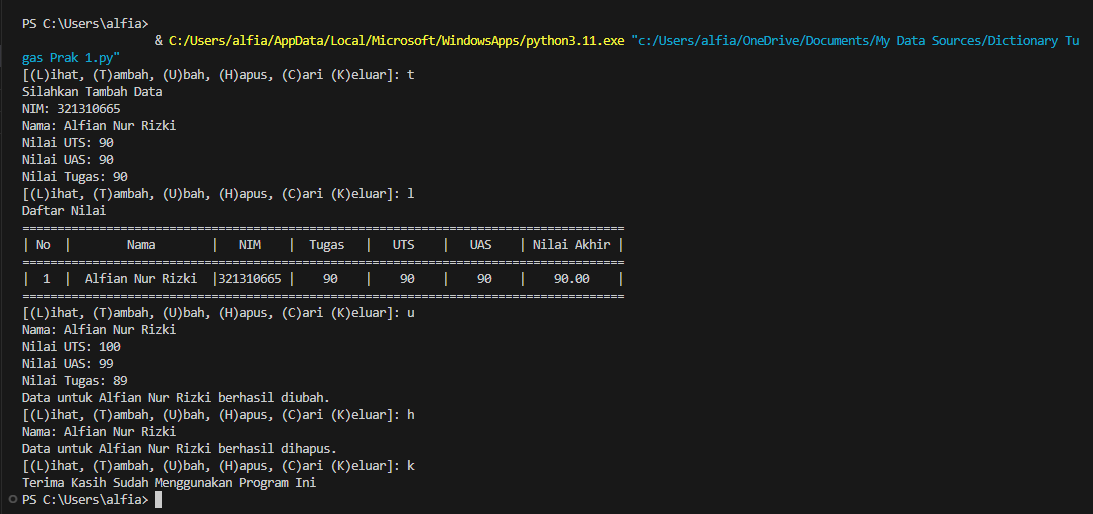 PS C:\Users\alfia>
& C:/Users/alfia/AppData/Local/Microsoft/WindowsApps/python3.11.exe "c:/Users/alfia/OneDrive/Documents/My Data Sources/Dictionary Tu
gas Prak 1.py"
[(L)ihat, (T)ambah, (U)bah, (H)apus, (C)ari (K)eluar]: t
Silahkan Tambah Data
NIM: 321310665
Nama: Alfian Nur Rizki
Nilai UTS: 90
Nilai UAS: 90
Nilai Tugas: 90
[(L)ihat, (T)ambah, (U)bah, (H)apus, (C)ari (K)eluar]: l
Daftar Nilai
======================================================================================
| No  |        Nama        |   NIM    |  Tugas   |   UTS    |   UAS    | Nilai Akhir |
======================================================================================
|  1  |  Alfian Nur Rizki  |321310665 |    90    |    90    |    90    |    90.00    |
======================================================================================
[(L)ihat, (T)ambah, (U)bah, (H)apus, (C)ari (K)eluar]: u
Nama: Alfian Nur Rizki
Nilai UTS: 100
Nilai UAS: 99
Nilai Tugas: 89
Data untuk Alfian Nur Rizki berhasil diubah.
[(L)ihat, (T)ambah, (U)bah, (H)apus, (C)ari (K)eluar]: h
Nama: Alfian Nur Rizki
Data untuk Alfian Nur Rizki berhasil dihapus.
[(L)ihat, (T)ambah, (U)bah, (H)apus, (C)ari (K)eluar]: k
Terima Kasih Sudah Menggunakan Program Ini
PS C:\Users\alfia>